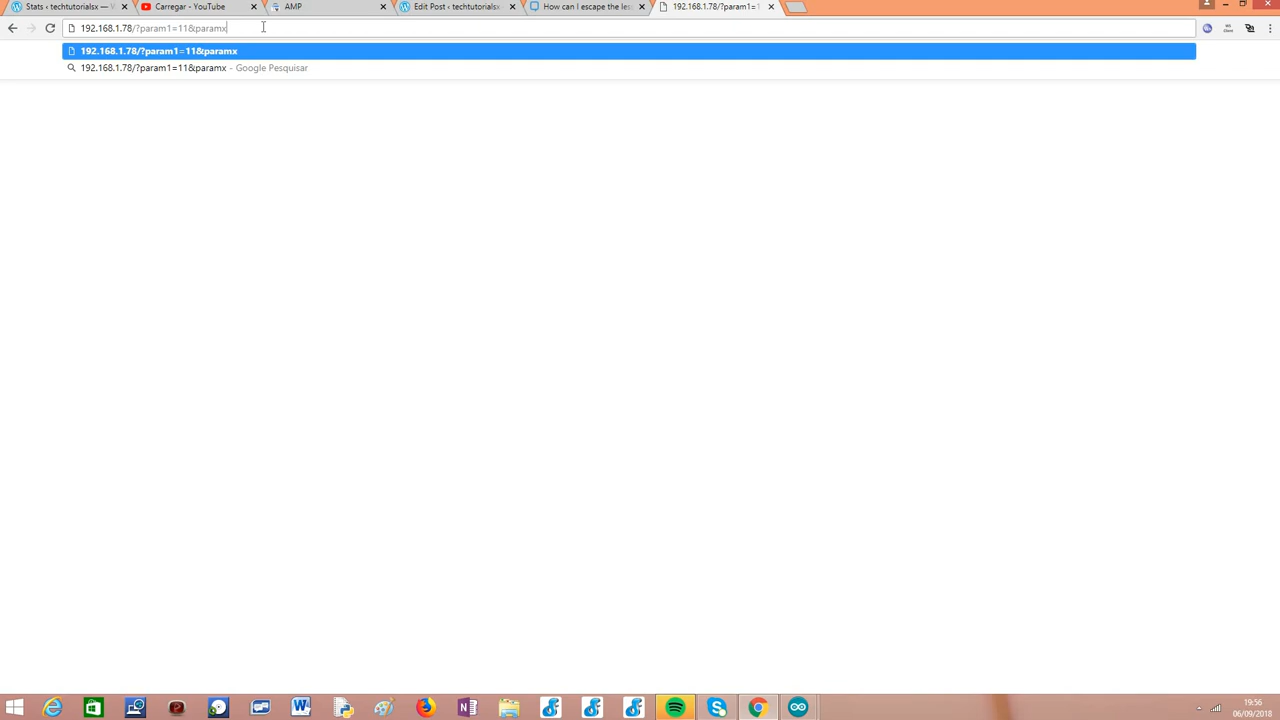 Stats ‹ techtutorialsx — W
Carregar - YouTube
AMP
Edit Post ‹ techtutorialsx
How can I escape the les
192.168.1.78/?param1=1
192.168.1.78/?param1=11&paramx
192.168.1.78/?param1=11&paramx
192.168.1.78/?param1=11&paramx - Google Pesquisar
19:56
06/09/2018